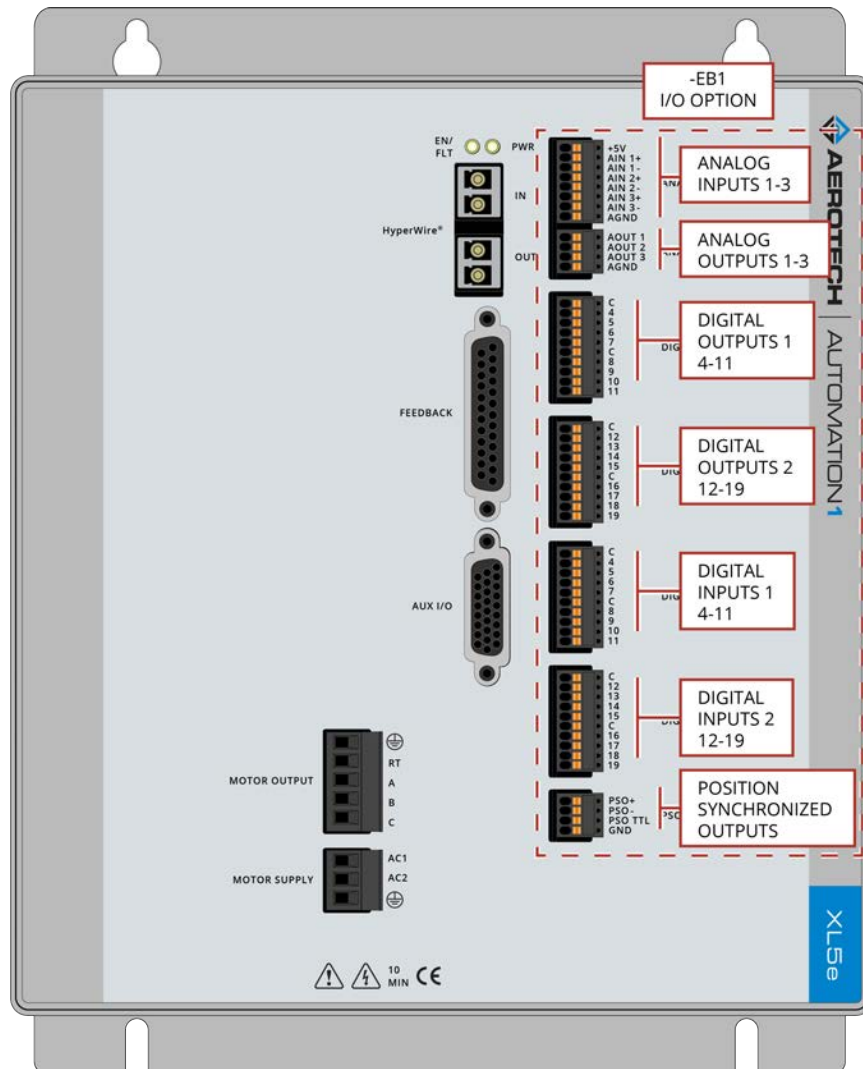 -EB1
I/O OPTION
EN/
FLT
PWR
IN
HyperWire®
OUT
FEEDBACK
AUX I/O
MOTOR OUTPUT
RT
A
B
C
MOTOR SUPPLY
AC1
AC2
10
MIN
CE
+5V
AIN 1+
AIN 1-
AIN 2+
AIN 2-
AIN 3+
AIN 3-
AGND
ANALOG
INPUTS 1-3
AOUT 1
AOUT 2
AOUT 3
AGND
ANALOG
OUTPUTS 1-3
C
4
5
6
7
C
8
9
10
11
DIGITAL
OUTPUTS 1
4-11
C
12
13
14
15
C
16
17
18
19
DIGITAL
OUTPUTS 2
12-19
C
4
5
6
7
C
8
9
10
11
DIGITAL
INPUTS 1
4-11
C
12
13
14
15
C
16
17
18
19
DIGITAL
INPUTS 2
12-19
PSO+
PSO-
PSO TTL
GND
PSO
POSITION
SYNCHRONIZED
OUTPUTS
AEROTECH
AUTOMATION1
XL5e